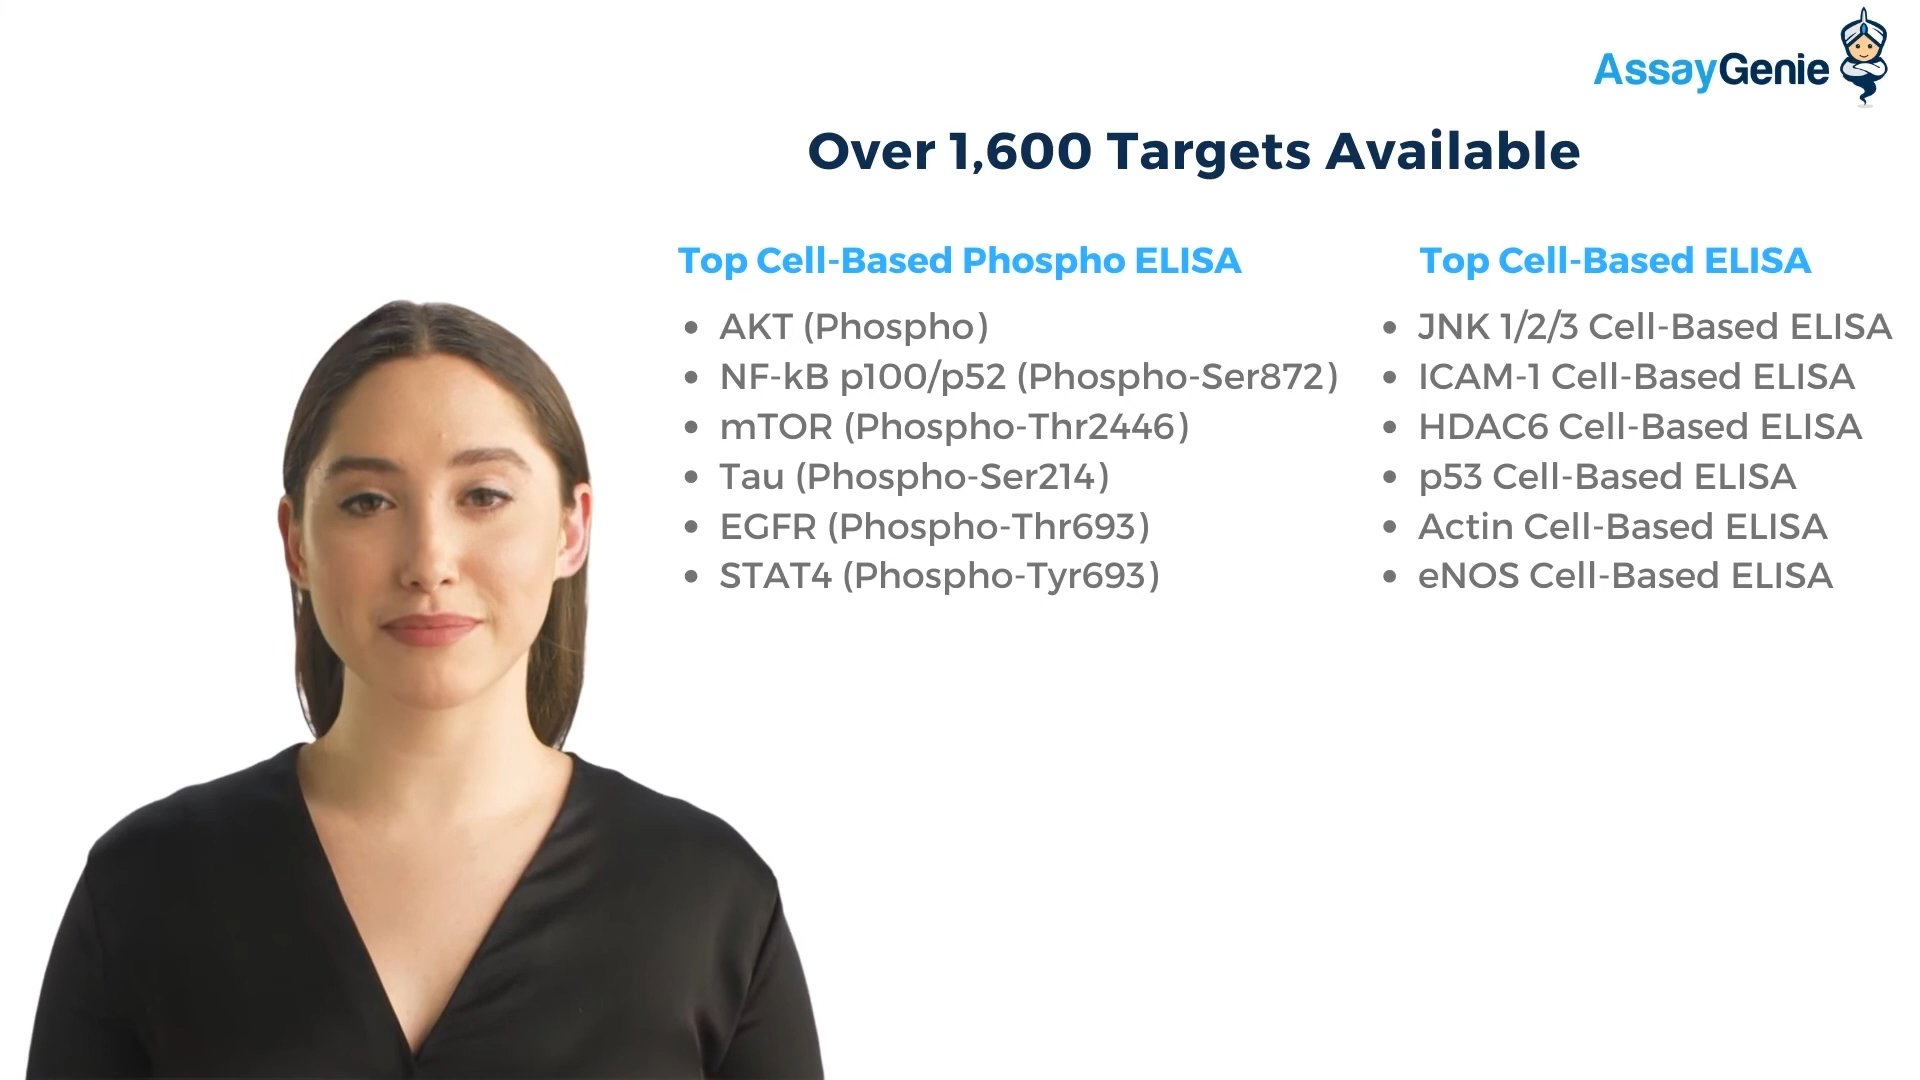 AssayGenie
Over 1,600 Targets Available
Top Cell-Based Phospho ELISA
• AKT (Phospho)
• NF-kB p100/p52 (Phospho-Ser872)
• mTOR (Phospho-Thr2446)
• Tau (Phospho-Ser214)
• EGFR (Phospho-Thr693)
• STAT4 (Phospho-Tyr693)
Top Cell-Based ELISA
• JNK 1/2/3 Cell-Based ELISA
• ICAM-1 Cell-Based ELISA
• HDAC6 Cell-Based ELISA
• p53 Cell-Based ELISA
• Actin Cell-Based ELISA
• eNOS Cell-Based ELISA